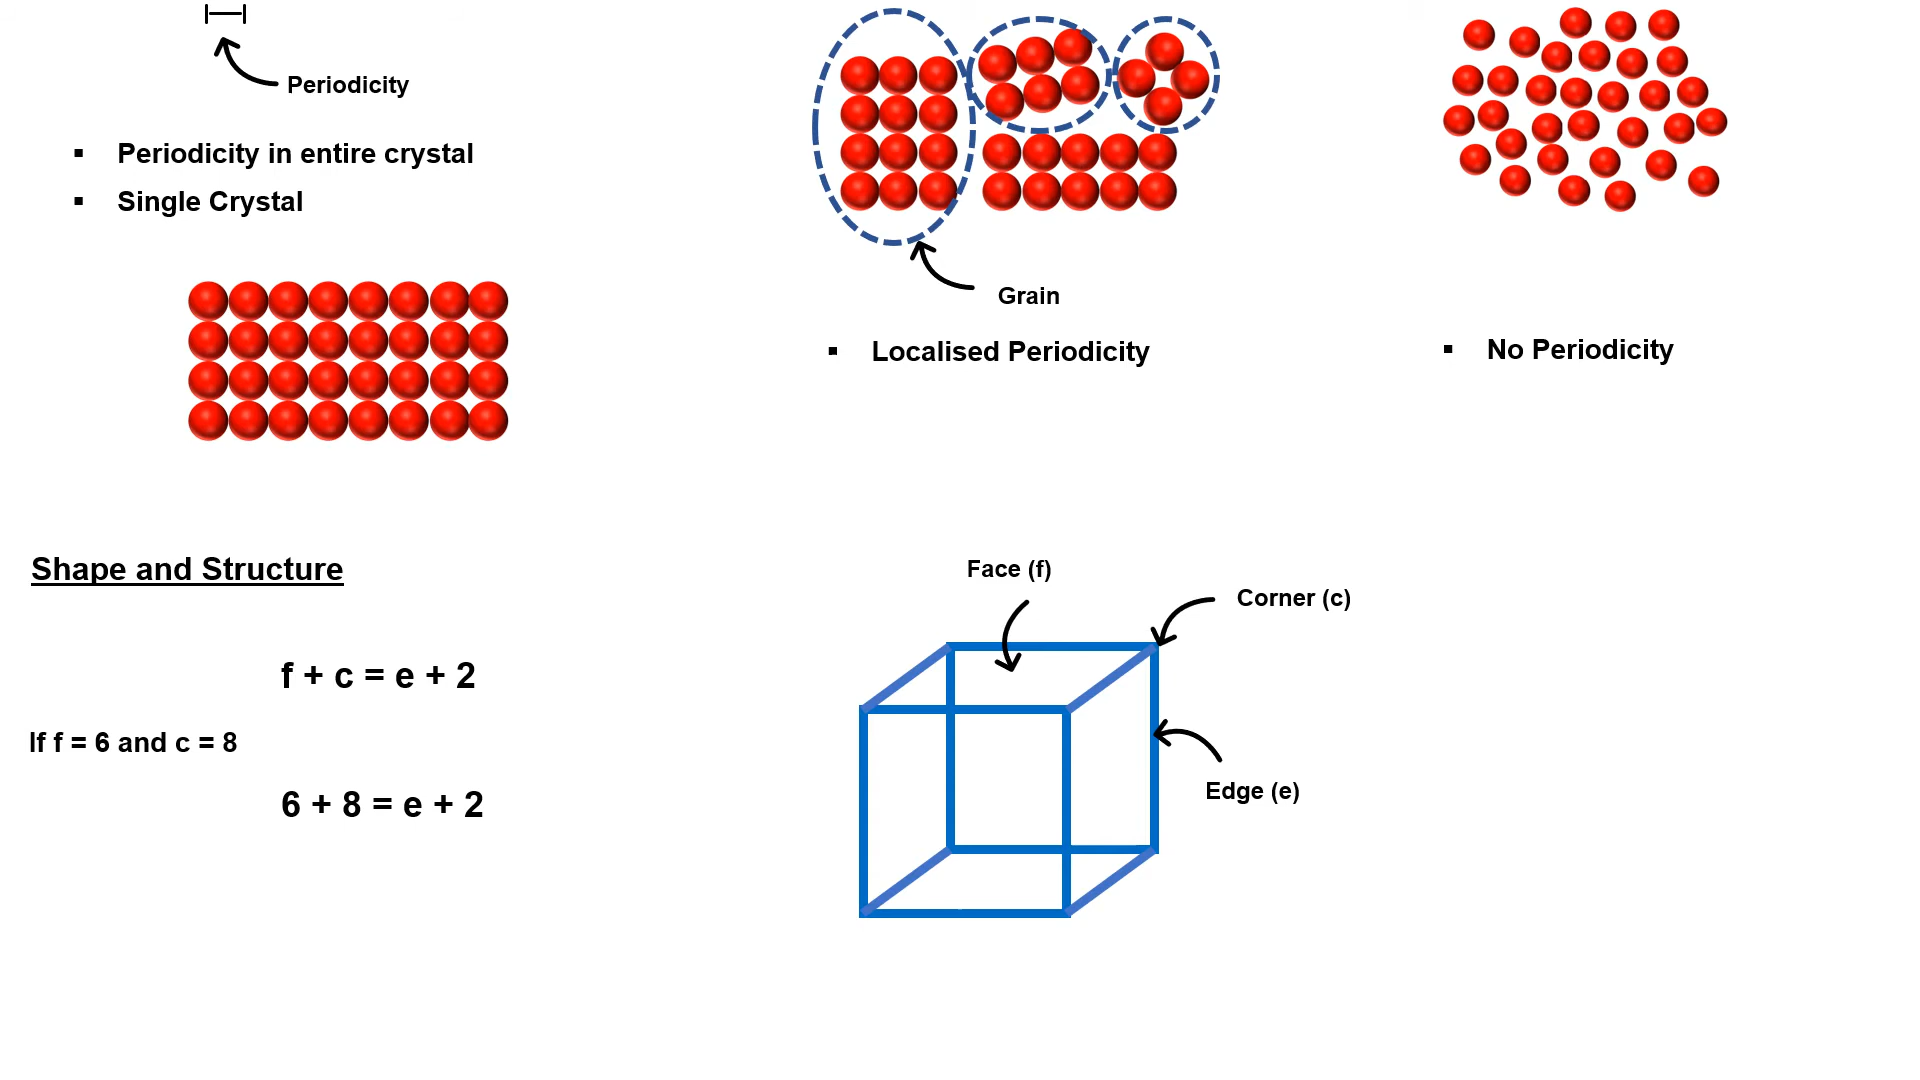 Periodicity
▪ Periodicity in entire crystal
▪ Single Crystal
Grain
▪ Localised Periodicity
▪ No Periodicity
Shape and Structure
f + c = e + 2
If f = 6 and c = 8
6 + 8 = e + 2
Face (f)
Corner (c)
Edge (e)